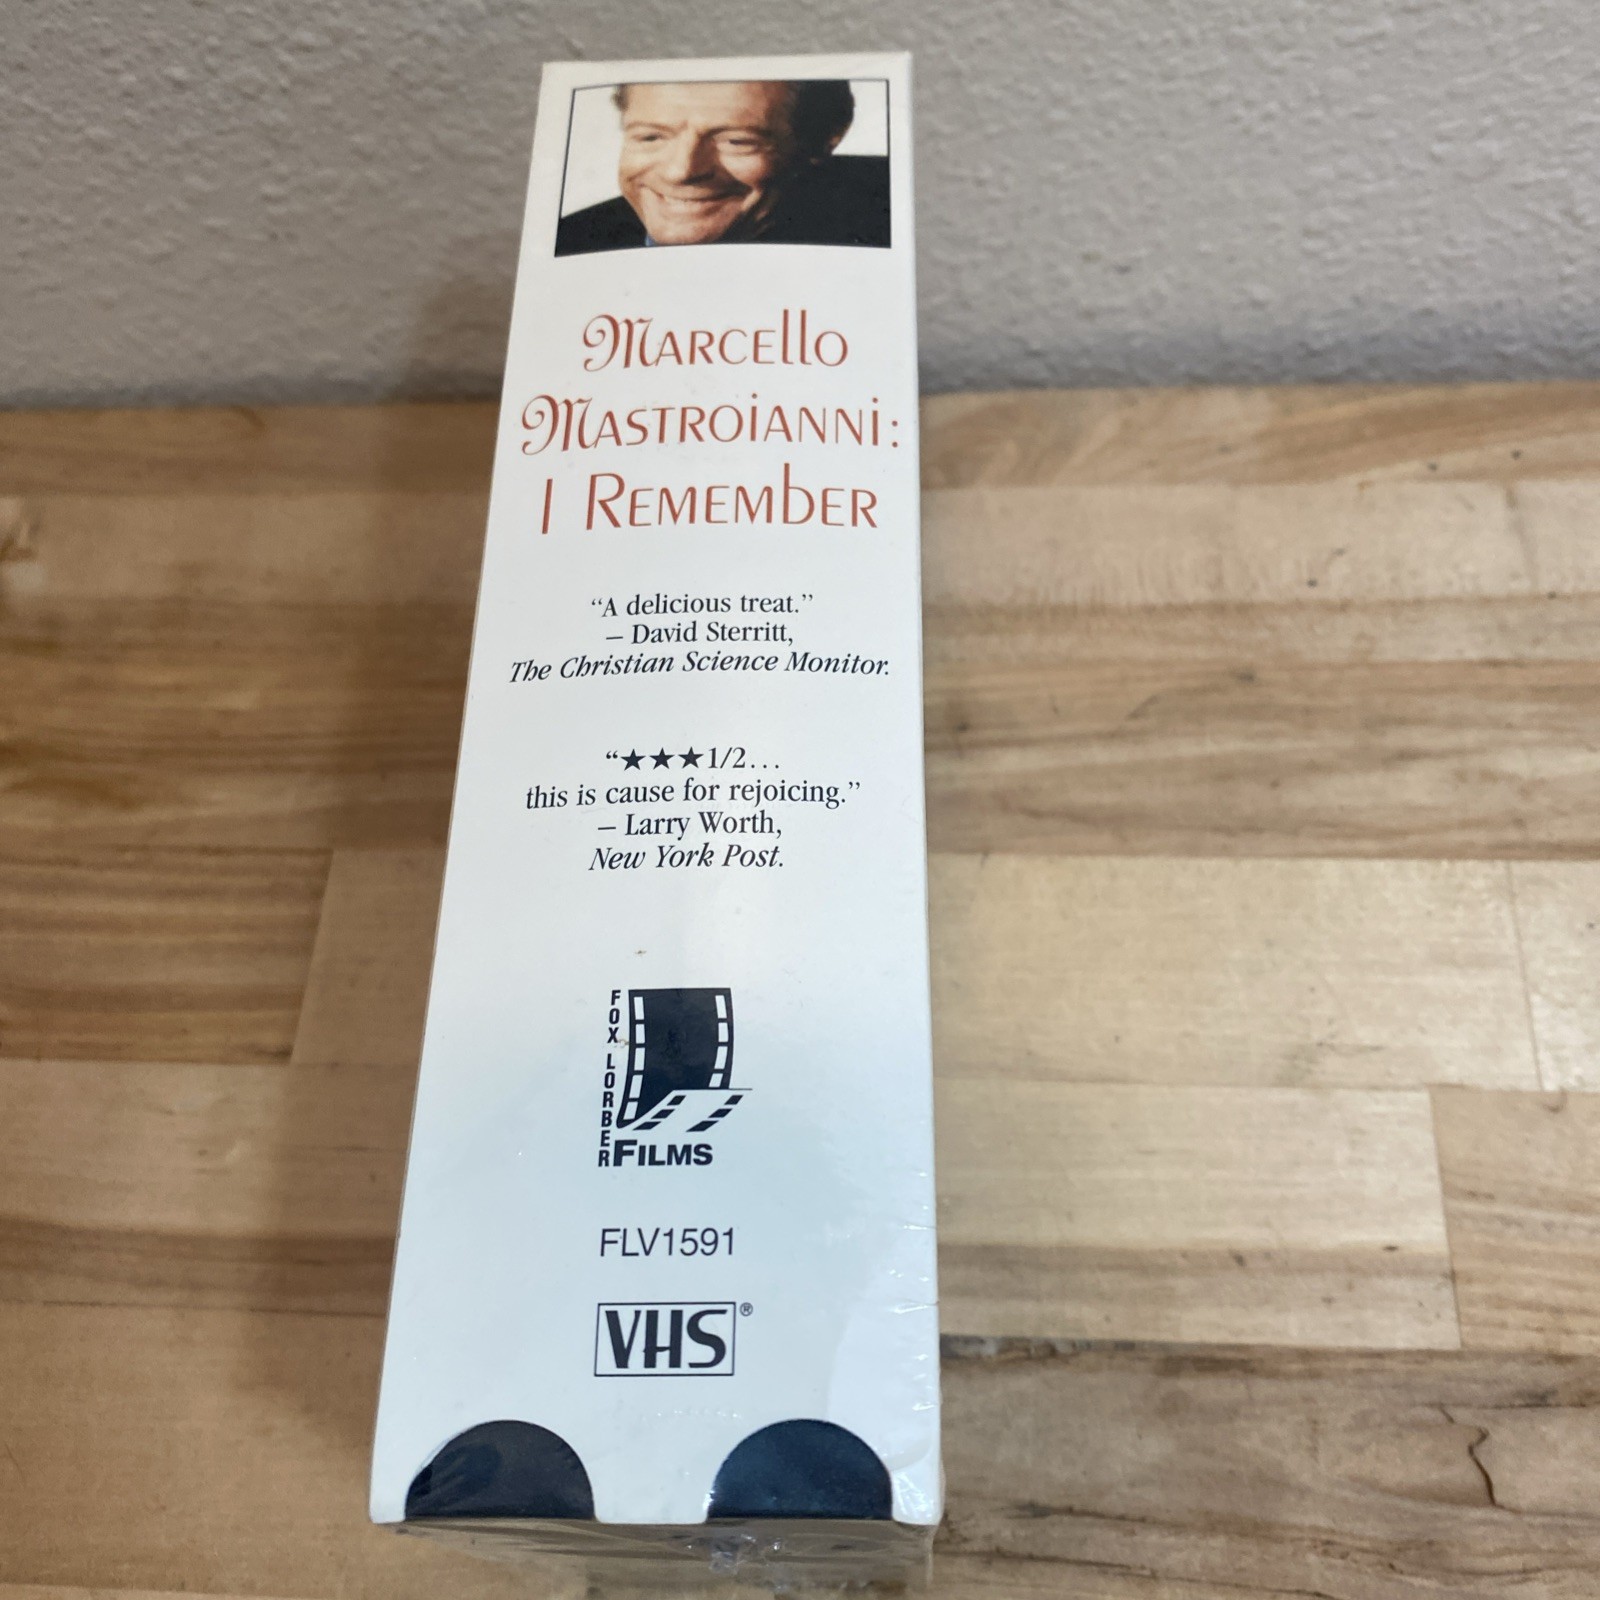 Marcello
Mastroianni:
I Remember
“A delicious treat.”
– David Sterritt,
The Christian Science Monitor.
“★★★1/2...
this is cause for rejoicing.”
– Larry Worth,
New York Post.
FOX LORBER
FILMS
FLV1591
VHS®